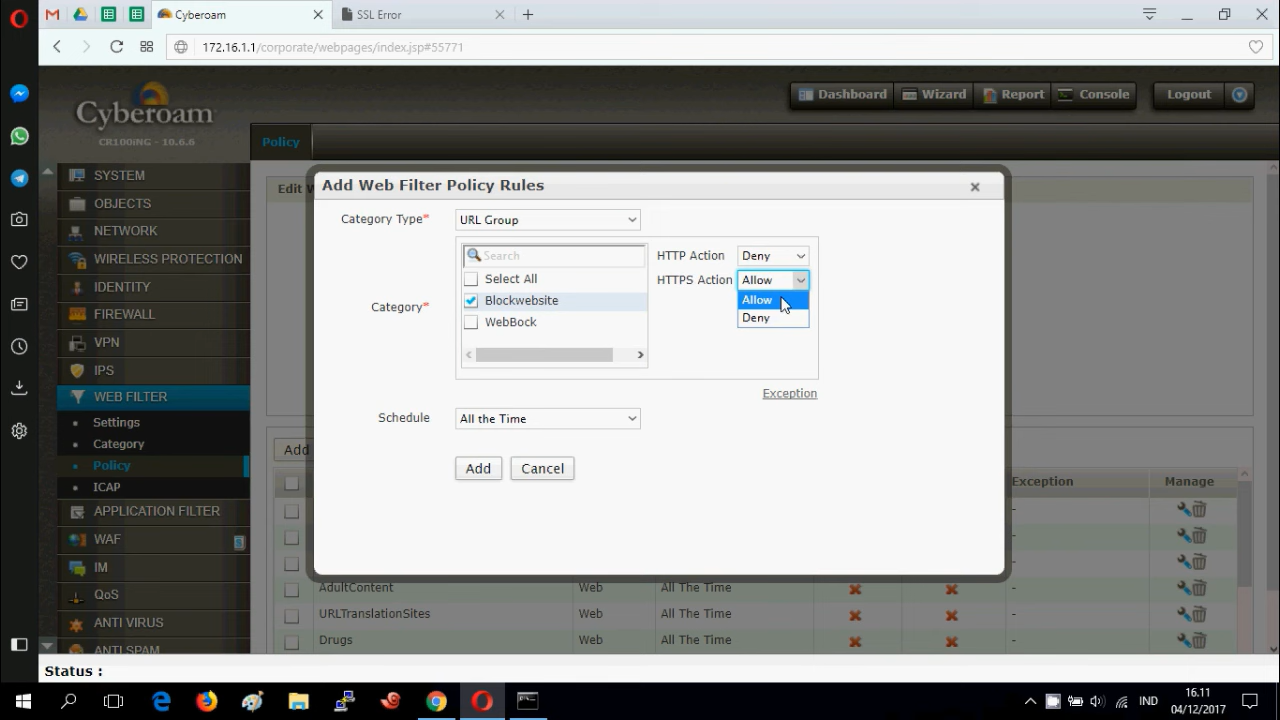 Cyberoam
SSL Error
172.16.1.1/corporate/webpages/index.jsp#55771
Cyberoam
CR100iNG - 10.6.6
Dashboard
Wizard
Report
Console
Logout
Policy
SYSTEM
OBJECTS
NETWORK
WIRELESS PROTECTION
IDENTITY
FIREWALL
VPN
IPS
WEB FILTER
Settings
Category
Policy
ICAP
APPLICATION FILTER
WAF
IM
QoS
ANTI VIRUS
ANTI SPAM
Edit W
Add Web Filter Policy Rules
Category Type*
URL Group
Search
Select All
Category*
Blockwebsite
WebBock
HTTP Action
Deny
HTTPS Action
Allow
Allow
Deny
Exception
Schedule
All the Time
Add
Cancel
Add
Exception
Manage
-
-
-
AdultContent Web All The Time -
URLTranslationSites Web All The Time -
Drugs Web All The Time -
Status :
IND
16.11
04/12/2017